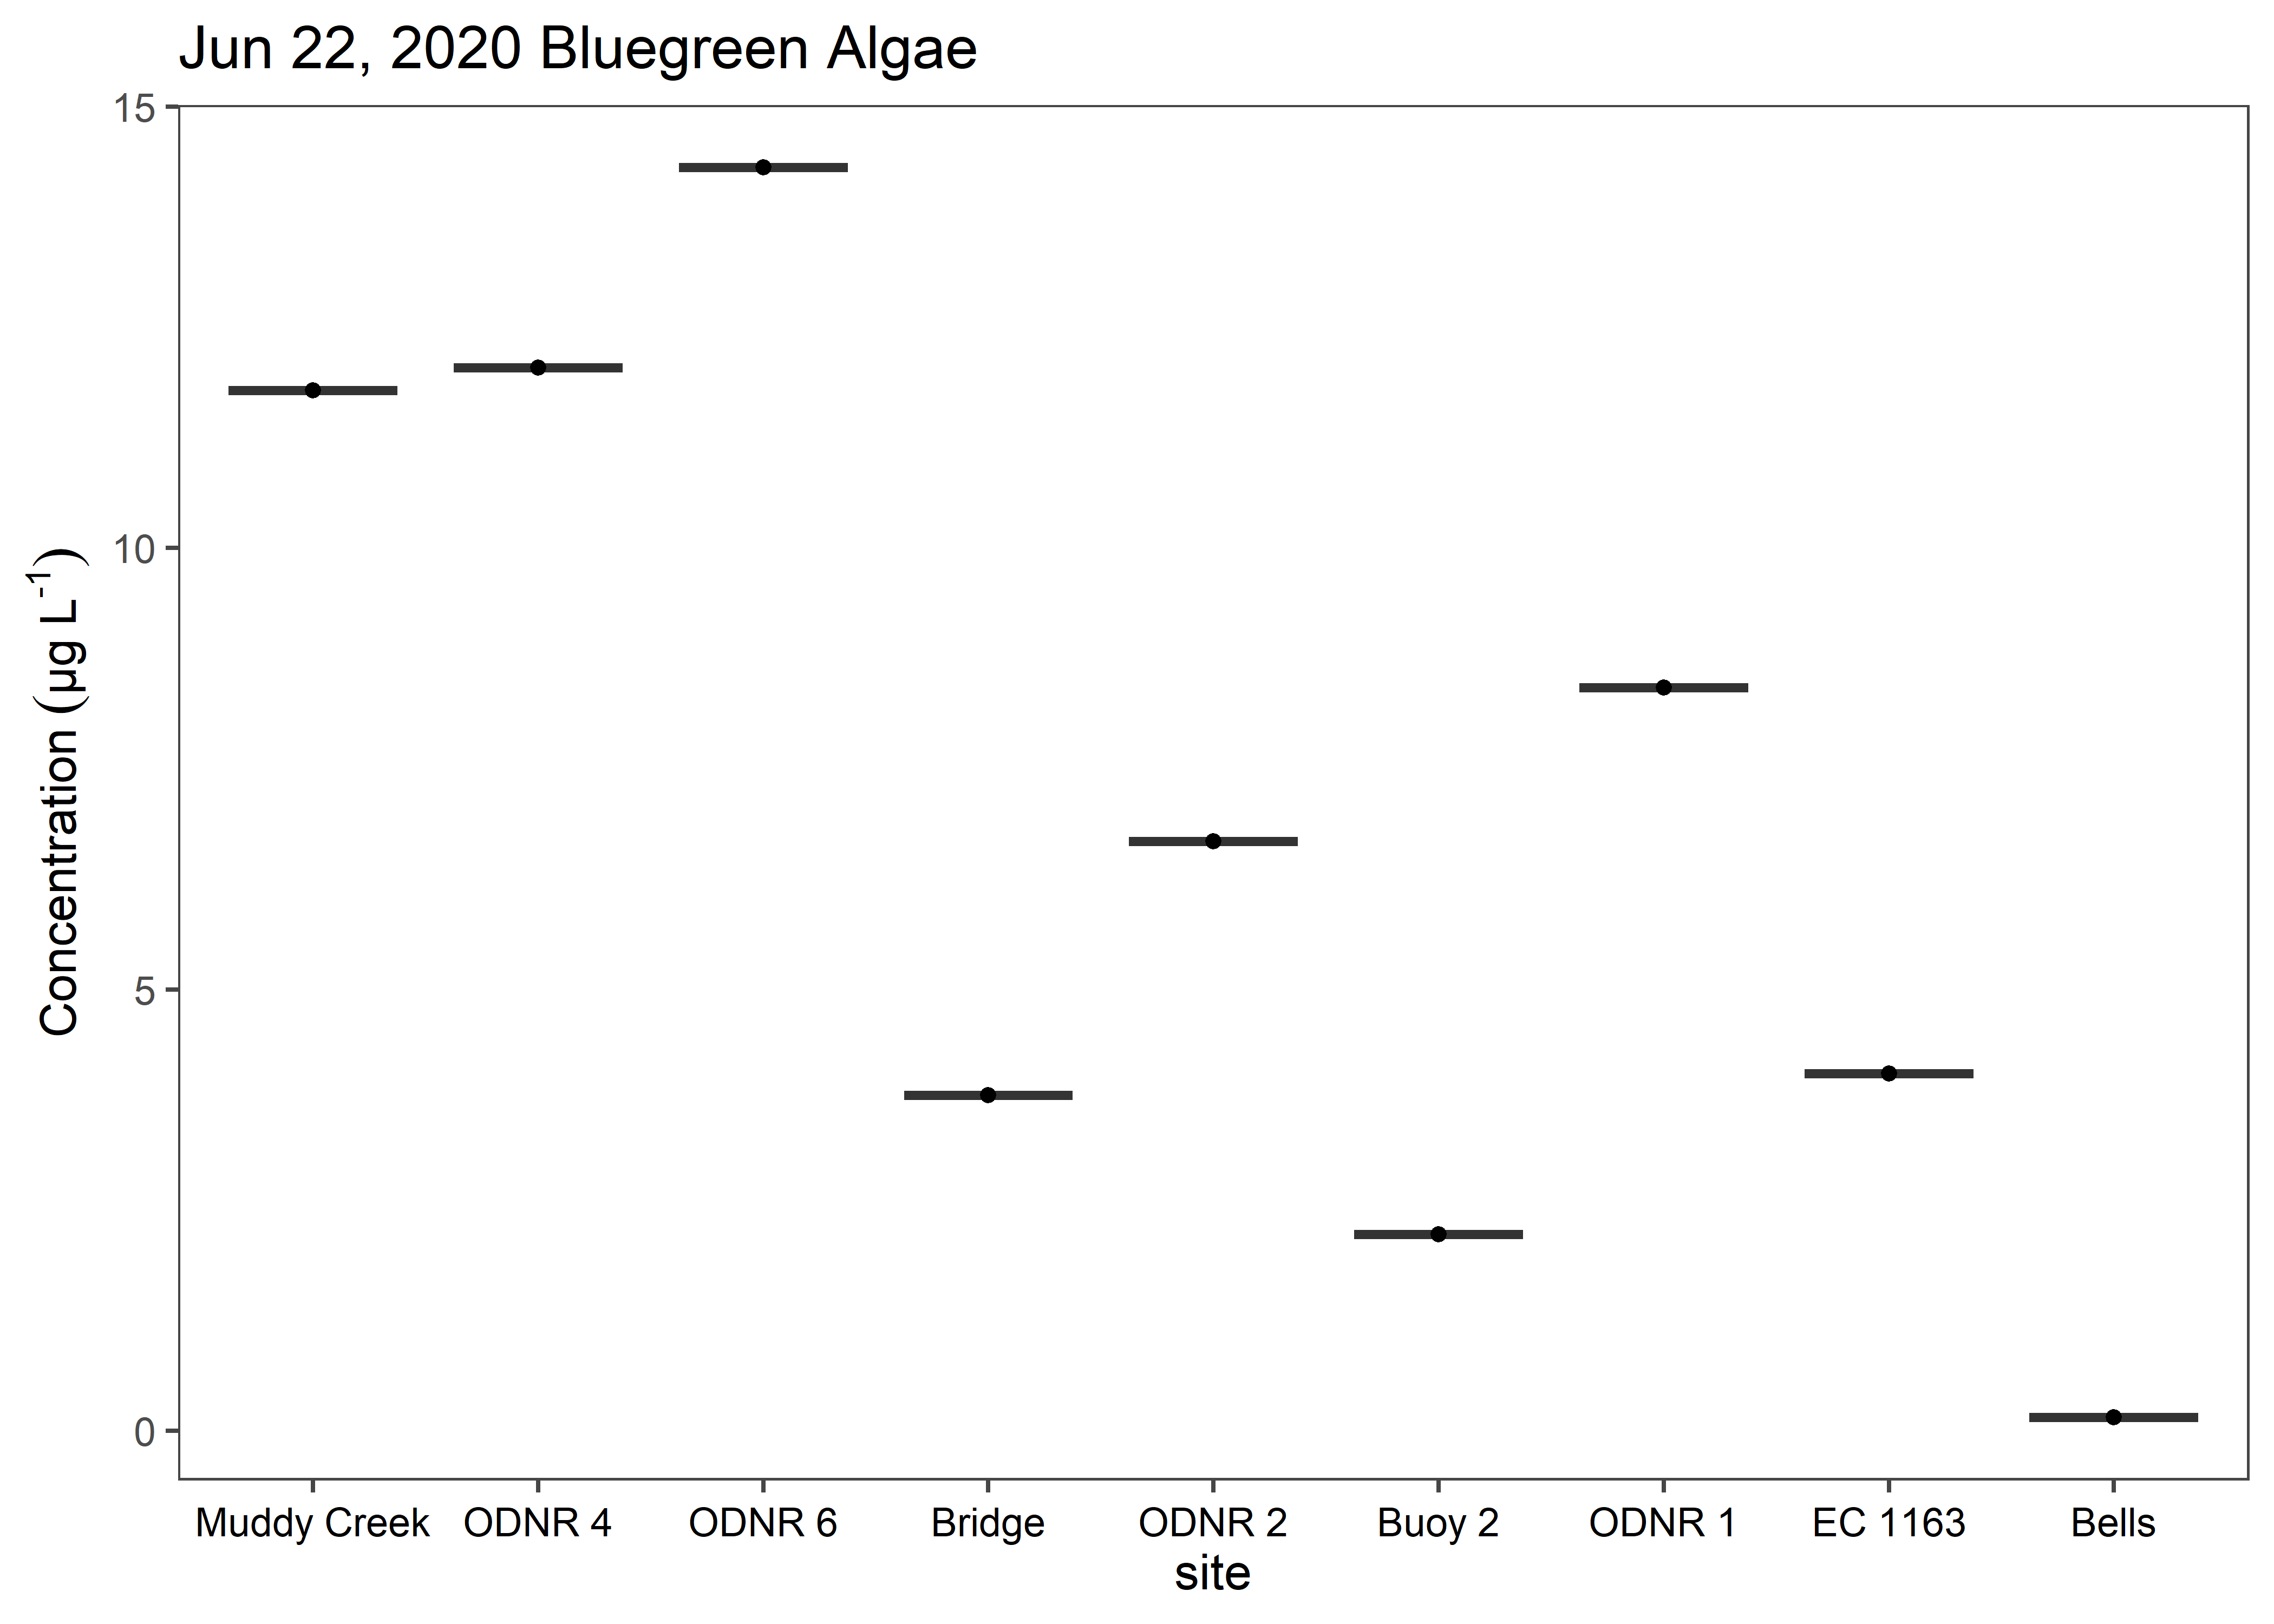 Jun 22, 2020 Bluegreen Algae
15
10
5
0
Concentration (µg L⁻¹)
Muddy Creek ODNR 4 ODNR 6 Bridge ODNR 2 Buoy 2 ODNR 1 EC 1163 Bells
site